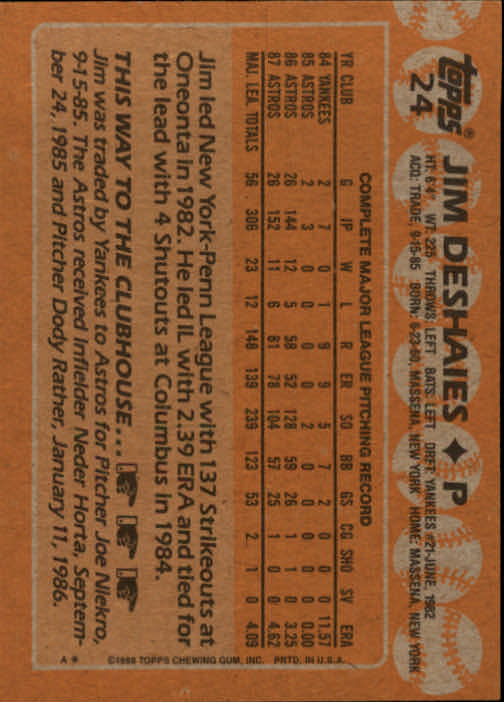 topps®
24
JIM DESHAIES ◆ P
HT: 6'4" WT: 225 THROWS: LEFT BATS: LEFT DRFT: YANKEES #21-JUNE, 1982
ACQ: TRADE, 9-15-85 BORN: 6-23-60, MASSENA, NEW YORK HOME: MASSENA, NEW YORK
COMPLETE MAJOR LEAGUE PITCHING RECORD
YR CLUB G IP W L R ER SO BB GS CG SHO SV ERA
84 YANKEES 2 7 0 1 9 9 5 7 2 0 0 0 11.57
85 ASTROS 2 3 0 0 0 0 2 0 0 0 0 0 0.00
86 ASTROS 26 144 12 5 58 52 128 59 26 1 1 0 3.25
87 ASTROS 26 152 11 6 81 78 104 57 25 1 0 0 4.62
MAJ. LEA. TOTALS 56 306 23 12 148 139 239 123 53 2 1 0 4.09
Jim led New York-Penn League with 137 Strikeouts at
Oneonta in 1982. He led IL with 2.39 ERA and tied for
the lead with 4 Shutouts at Columbus in 1984.
THIS WAY TO THE CLUBHOUSE...
Jim was traded by Yankees to Astros for Pitcher Joe Niekro,
9-15-85. The Astros received Infielder Neder Horta, Septem-
ber 24, 1985 and Pitcher Dody Rather, January 11, 1986.
©1988 TOPPS CHEWING GUM, INC. PRTD. IN U.S.A.
A *